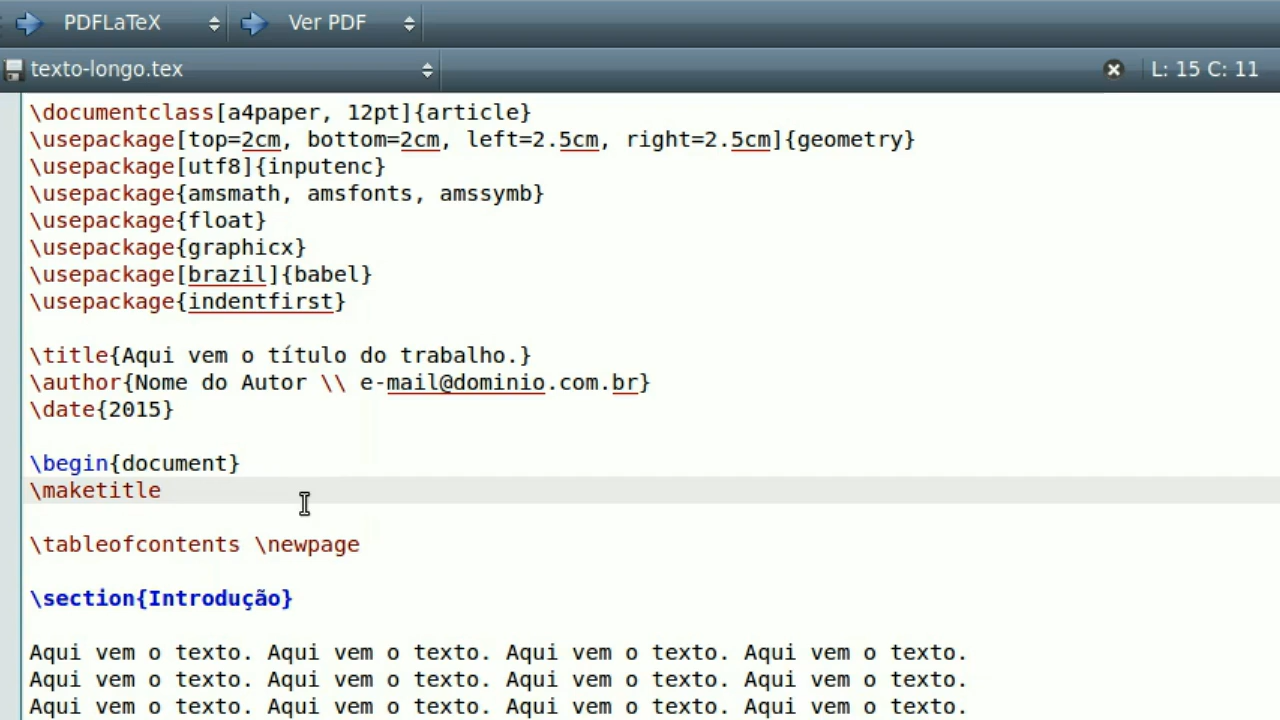 PDFLaTeX Ver PDF
texto-longo.tex L: 15 C: 11
\documentclass[a4paper, 12pt]{article}
\usepackage[top=2cm, bottom=2cm, left=2.5cm, right=2.5cm]{geometry}
\usepackage[utf8]{inputenc}
\usepackage{amsmath, amsfonts, amssymb}
\usepackage{float}
\usepackage{graphicx}
\usepackage[brazil]{babel}
\usepackage{indentfirst}
\title{Aqui vem o título do trabalho.}
\author{Nome do Autor \\ e-mail@dominio.com.br}
\date{2015}
\begin{document}
\maketitle
\tableofcontents \newpage
\section{Introdução}
Aqui vem o texto. Aqui vem o texto. Aqui vem o texto. Aqui vem o texto.
Aqui vem o texto. Aqui vem o texto. Aqui vem o texto. Aqui vem o texto.
Aqui vem o texto. Aqui vem o texto. Aqui vem o texto. Aqui vem o texto.